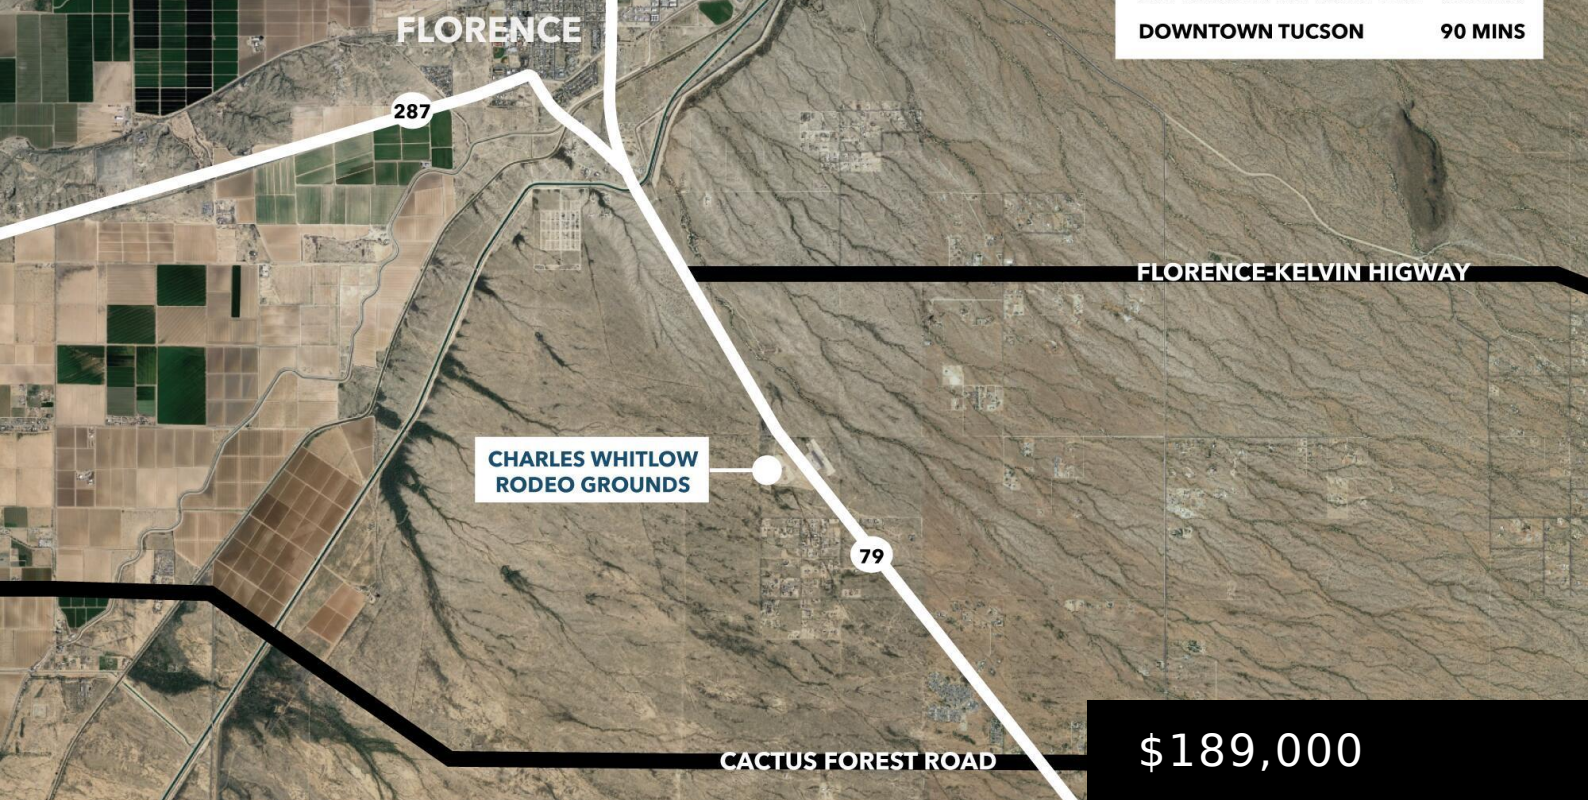 FLORENCE
DOWNTOWN TUCSON 90 MINS
287
FLORENCE-KELVIN HIGWAY
CHARLES WHITLOW
RODEO GROUNDS
79
CACTUS FOREST ROAD
$189,000